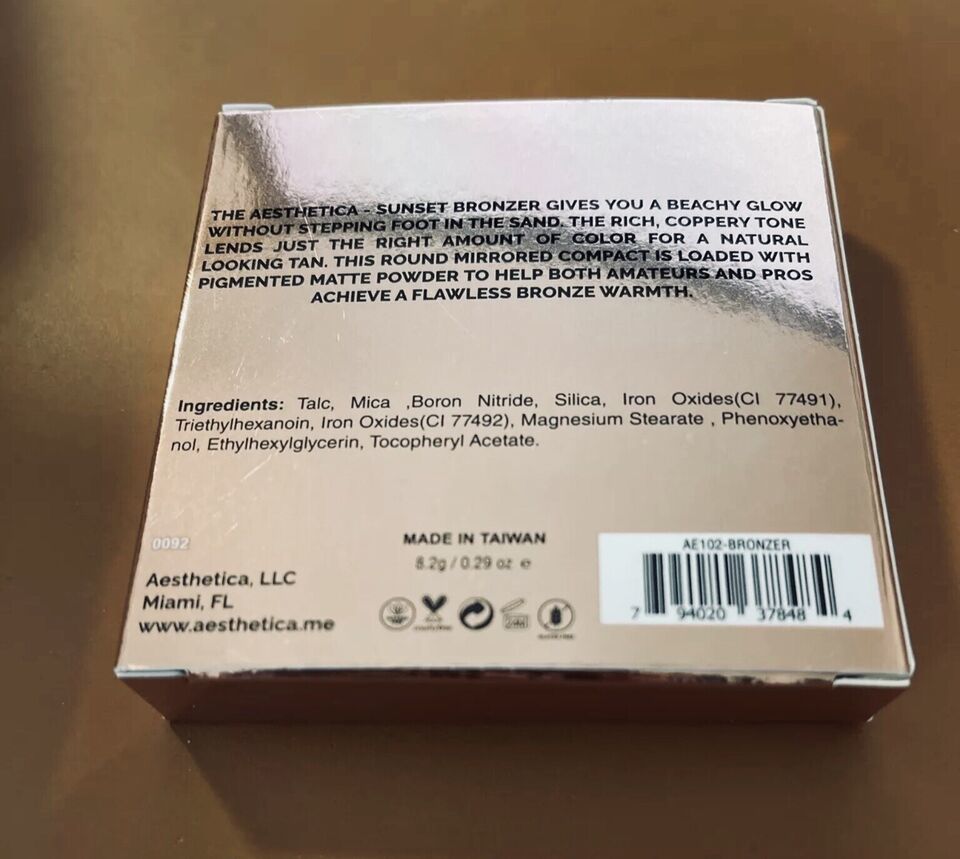 THE AESTHETICA - SUNSET BRONZER GIVES YOU A BEACHY GLOW
WITHOUT STEPPING FOOT IN THE SAND. THE RICH, COPPERY TONE
LENDS JUST THE RIGHT AMOUNT OF COLOR FOR A NATURAL
LOOKING TAN. THIS ROUND MIRRORED COMPACT IS LOADED WITH
PIGMENTED MATTE POWDER TO HELP BOTH AMATEURS AND PROS
ACHIEVE A FLAWLESS BRONZE WARMTH.
Ingredients: Talc, Mica ,Boron Nitride, Silica, Iron Oxides(CI 77491),
Triethylhexanoin, Iron Oxides(CI 77492), Magnesium Stearate , Phenoxyetha-
nol, Ethylhexylglycerin, Tocopheryl Acetate.
0092
MADE IN TAIWAN
8.2g / 0.29 oz e
Aesthetica, LLC
Miami, FL
www.aesthetica.me
24M
AE102-BRONZER
7 94020 37848 4